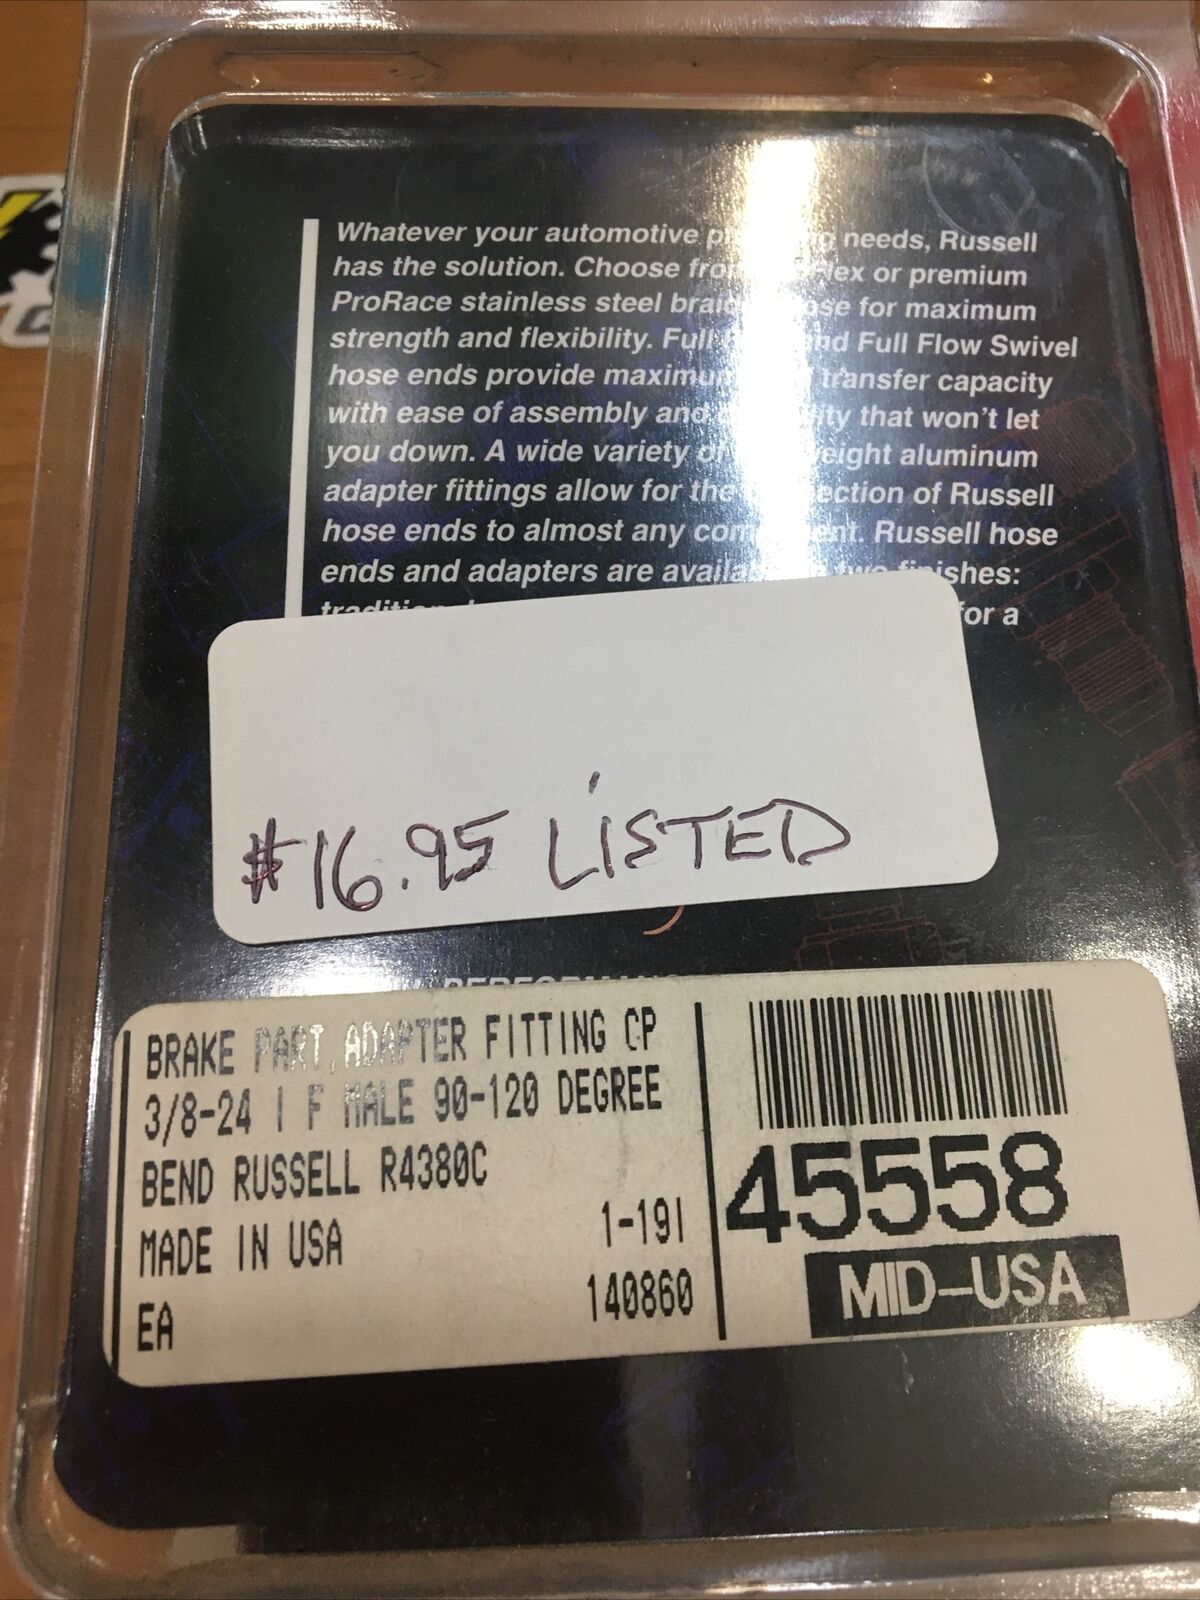 Whatever your automotive needs, Russell
has the solution. Choose or premium
ProRace stainless steel for maximum
strength and flexibility. Full and Full Flow Swivel
hose ends provide transfer capacity
with ease of assembly and that won't let
you down. A wide variety aluminum
adapter fittings allow for the of Russell
hose ends to almost any Russell hose
ends and adapters are finishes:
for a
$16.95 LISTED
BRAKE PART, ADAPTER FITTING CP
3/8-24 I F MALE 90-120 DEGREE
BEND RUSSELL R4380C
MADE IN USA 1-191
EA 140860
45558
MID-USA